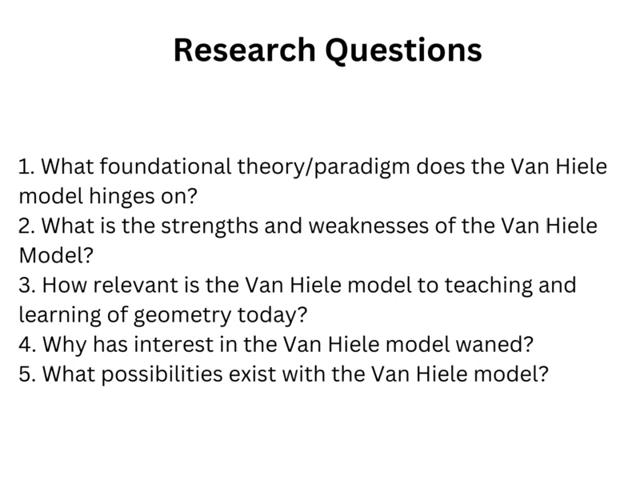 Research Questions
1. What foundational theory/paradigm does the Van Hiele
model hinges on?
2. What is the strengths and weaknesses of the Van Hiele
Model?
3. How relevant is the Van Hiele model to teaching and
learning of geometry today?
4. Why has interest in the Van Hiele model waned?
5. What possibilities exist with the Van Hiele model?